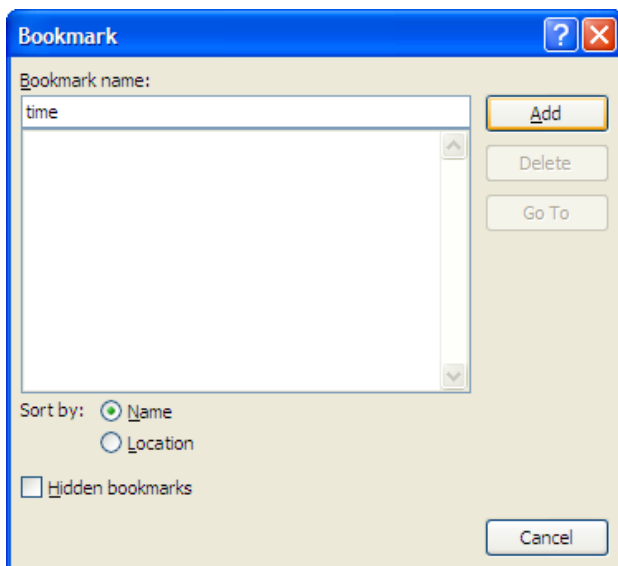 Bookmark
Bookmark name:
time
Add
Delete
Go To
Sort by: Name
Location
Hidden bookmarks
Cancel